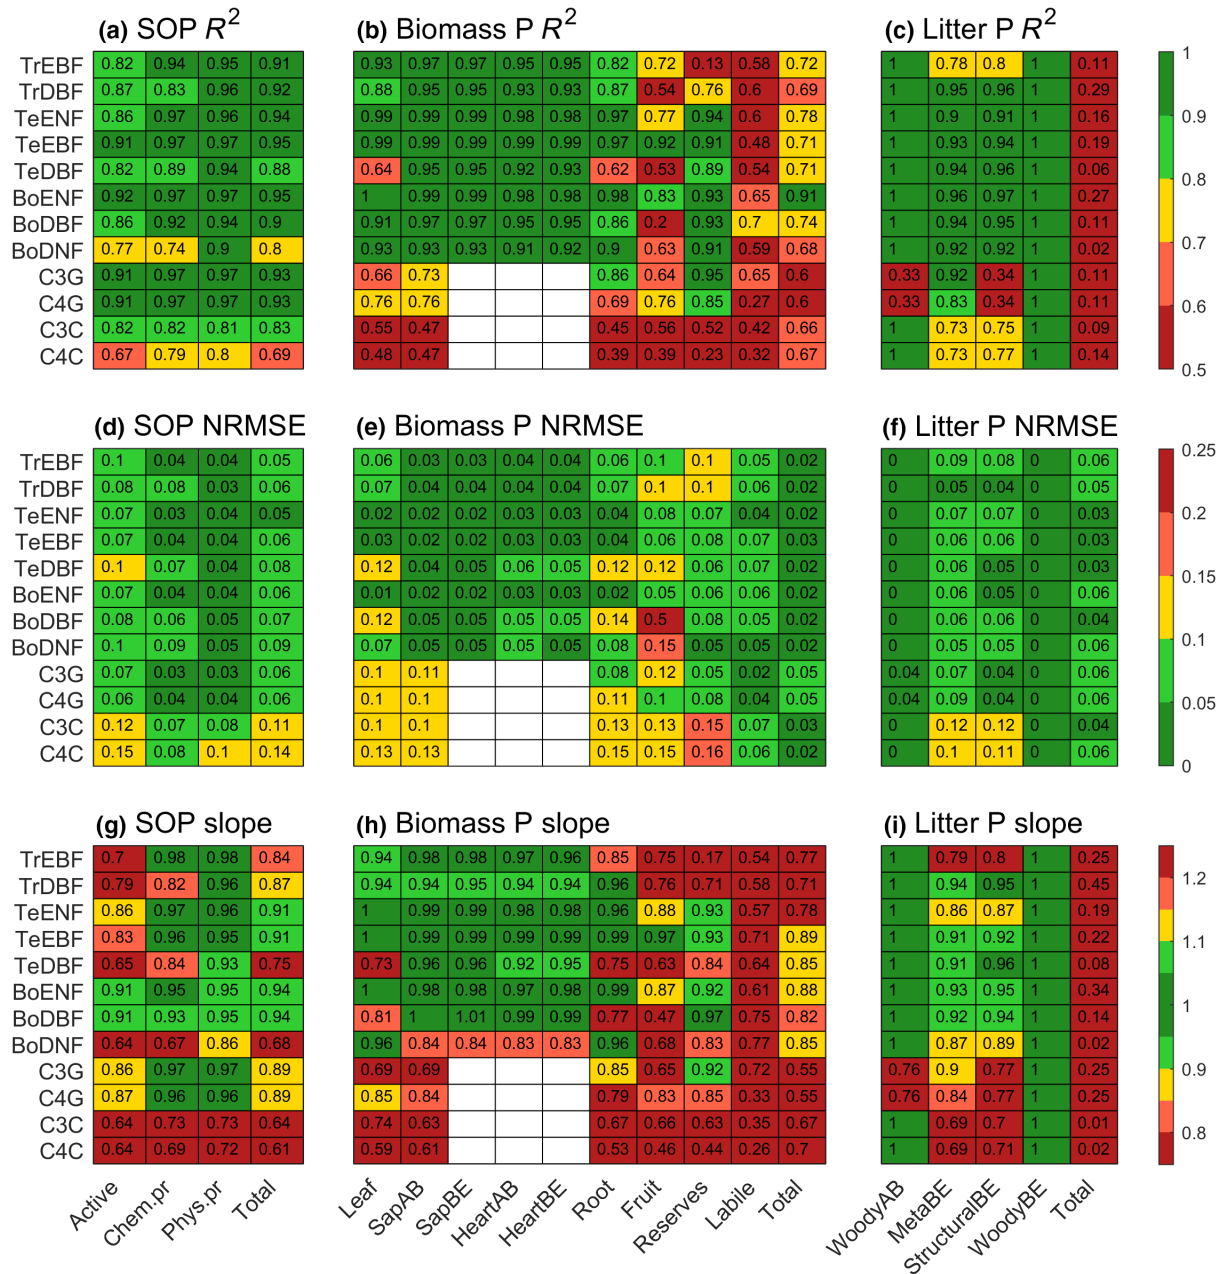 (a) SOP R² (b) Biomass P R² (c) Litter P R²
TrEBF 0.82 0.94 0.95 0.91 0.93 0.97 0.97 0.95 0.95 0.82 0.72 0.13 0.58 0.72 1 0.78 0.8 1 0.11 1
TrDBF 0.87 0.83 0.96 0.92 0.88 0.95 0.95 0.93 0.93 0.87 0.54 0.76 0.6 0.69 1 0.95 0.96 1 0.29
TeENF 0.86 0.97 0.96 0.94 0.99 0.99 0.99 0.98 0.98 0.97 0.77 0.94 0.6 0.78 1 0.9 0.91 1 0.16 0.9
TeEBF 0.91 0.97 0.97 0.95 0.99 0.99 0.99 0.99 0.99 0.97 0.92 0.91 0.48 0.71 1 0.93 0.94 1 0.19
TeDBF 0.82 0.89 0.94 0.88 0.64 0.95 0.95 0.92 0.93 0.62 0.53 0.89 0.54 0.71 1 0.94 0.96 1 0.06 0.8
BoENF 0.92 0.97 0.97 0.95 1 0.99 0.99 0.98 0.98 0.98 0.83 0.93 0.65 0.91 1 0.96 0.97 1 0.27
BoDBF 0.86 0.92 0.94 0.9 0.91 0.97 0.97 0.95 0.95 0.86 0.2 0.93 0.7 0.74 1 0.94 0.95 1 0.11 0.7
BoDNF 0.77 0.74 0.9 0.8 0.93 0.93 0.93 0.91 0.92 0.9 0.63 0.91 0.59 0.68 1 0.92 0.92 1 0.02
C3G 0.91 0.97 0.97 0.93 0.66 0.73 0.86 0.64 0.95 0.65 0.6 0.33 0.92 0.34 1 0.11
C4G 0.91 0.97 0.97 0.93 0.76 0.76 0.69 0.76 0.85 0.27 0.6 0.33 0.83 0.34 1 0.11 0.6
C3C 0.82 0.82 0.81 0.83 0.55 0.47 0.45 0.56 0.52 0.42 0.66 1 0.73 0.75 1 0.09
C4C 0.67 0.79 0.8 0.69 0.48 0.47 0.39 0.39 0.23 0.32 0.67 1 0.73 0.77 1 0.14 0.5
(d) SOP NRMSE (e) Biomass P NRMSE (f) Litter P NRMSE
TrEBF 0.1 0.04 0.04 0.05 0.06 0.03 0.03 0.04 0.04 0.06 0.1 0.1 0.05 0.02 0 0.09 0.08 0 0.06 0.25
TrDBF 0.08 0.08 0.03 0.06 0.07 0.04 0.04 0.04 0.04 0.07 0.1 0.1 0.06 0.02 0 0.05 0.04 0 0.05
TeENF 0.07 0.03 0.04 0.05 0.02 0.02 0.02 0.03 0.03 0.04 0.08 0.07 0.04 0.02 0 0.07 0.07 0 0.03 0.2
TeEBF 0.07 0.04 0.04 0.06 0.03 0.02 0.02 0.03 0.03 0.04 0.06 0.08 0.07 0.03 0 0.06 0.06 0 0.03
TeDBF 0.1 0.07 0.04 0.08 0.12 0.04 0.05 0.06 0.05 0.12 0.12 0.06 0.07 0.02 0 0.06 0.05 0 0.03 0.15
BoENF 0.07 0.04 0.04 0.06 0.01 0.02 0.02 0.03 0.03 0.02 0.05 0.06 0.06 0.02 0 0.06 0.05 0 0.06
BoDBF 0.08 0.06 0.05 0.07 0.12 0.05 0.05 0.05 0.05 0.14 0.5 0.08 0.05 0.02 0 0.06 0.06 0 0.04 0.1
BoDNF 0.1 0.09 0.05 0.09 0.07 0.05 0.05 0.05 0.05 0.08 0.15 0.05 0.05 0.02 0 0.05 0.05 0 0.06
C3G 0.07 0.03 0.03 0.06 0.1 0.11 0.08 0.12 0.05 0.02 0.05 0.04 0.07 0.04 0 0.06
C4G 0.06 0.04 0.04 0.06 0.1 0.1 0.11 0.1 0.08 0.04 0.05 0.04 0.09 0.04 0 0.06 0.05
C3C 0.12 0.07 0.08 0.11 0.1 0.1 0.13 0.13 0.15 0.07 0.03 0 0.12 0.12 0 0.04
C4C 0.15 0.08 0.1 0.14 0.13 0.13 0.15 0.15 0.16 0.06 0.02 0 0.1 0.11 0 0.06 0
(g) SOP slope (h) Biomass P slope (i) Litter P slope
TrEBF 0.7 0.98 0.98 0.84 0.94 0.98 0.98 0.97 0.96 0.85 0.75 0.17 0.54 0.77 1 0.79 0.8 1 0.25
TrDBF 0.79 0.82 0.96 0.87 0.94 0.94 0.95 0.94 0.94 0.96 0.76 0.71 0.58 0.71 1 0.94 0.95 1 0.45 1.2
TeENF 0.86 0.97 0.96 0.91 1 0.99 0.99 0.98 0.98 0.96 0.88 0.93 0.57 0.78 1 0.86 0.87 1 0.19
TeEBF 0.83 0.96 0.95 0.91 1 0.99 0.99 0.99 0.99 0.99 0.97 0.93 0.71 0.89 1 0.91 0.92 1 0.22 1.1
TeDBF 0.65 0.84 0.93 0.75 0.73 0.96 0.96 0.92 0.95 0.75 0.63 0.84 0.64 0.85 1 0.91 0.96 1 0.08
BoENF 0.91 0.95 0.95 0.94 1 0.98 0.98 0.97 0.98 0.99 0.87 0.92 0.61 0.88 1 0.93 0.95 1 0.34 1
BoDBF 0.91 0.93 0.95 0.94 0.81 1 1.01 0.99 0.99 0.77 0.47 0.97 0.75 0.82 1 0.92 0.94 1 0.14
BoDNF 0.64 0.67 0.86 0.68 0.96 0.84 0.84 0.83 0.83 0.96 0.68 0.83 0.77 0.85 1 0.87 0.89 1 0.02
C3G 0.86 0.97 0.97 0.89 0.69 0.69 0.85 0.65 0.92 0.72 0.55 0.76 0.9 0.77 1 0.25 0.9
C4G 0.87 0.96 0.96 0.89 0.85 0.84 0.79 0.83 0.85 0.33 0.55 0.76 0.84 0.77 1 0.25
C3C 0.64 0.73 0.73 0.64 0.74 0.63 0.67 0.66 0.63 0.35 0.67 1 0.69 0.7 1 0.01 0.8
C4C 0.64 0.69 0.72 0.61 0.59 0.61 0.53 0.46 0.44 0.26 0.7 1 0.69 0.71 1 0.02
Active Chem.pr Phys.pr Total Leaf SapAB SapBE HeartAB HeartBE Root Fruit Reserves Labile Total WoodyAB MetaBE StructuralBE WoodyBE Total